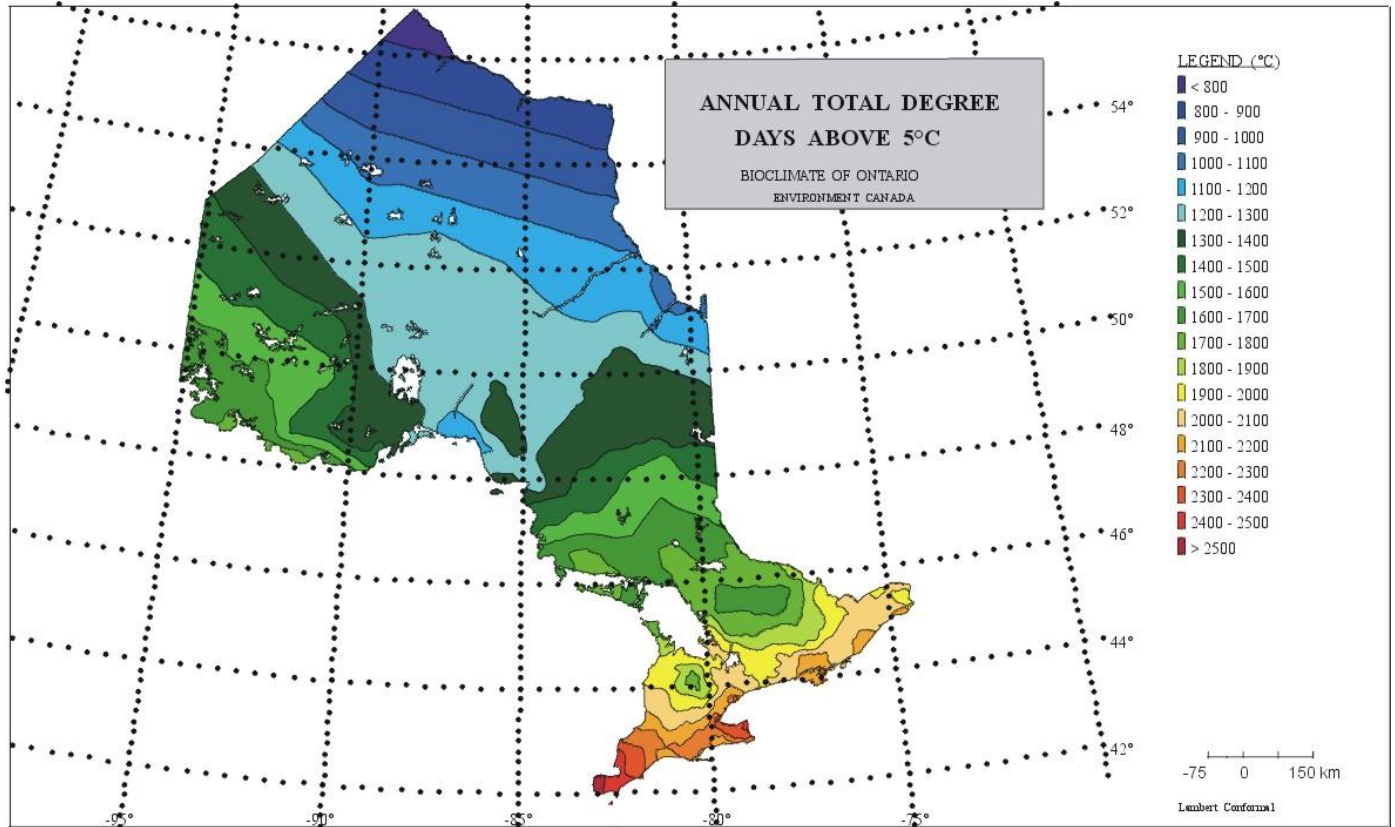 ANNUAL TOTAL DEGREE
DAYS ABOVE 5°C
BIOCLIMATE OF ONTARIO
ENVIRONMENT CANADA
LEGEND (°C)
< 800
800 - 900
900 - 1000
1000 - 1100
1100 - 1200
1200 - 1300
1300 - 1400
1400 - 1500
1500 - 1600
1600 - 1700
1700 - 1800
1800 - 1900
1900 - 2000
2000 - 2100
2100 - 2200
2200 - 2300
2300 - 2400
2400 - 2500
> 2500
54°
52°
50°
48°
46°
44°
42°
-95°
-90°
-85°
-80°
-75°
-75 0 150 km
Lambert Conformal